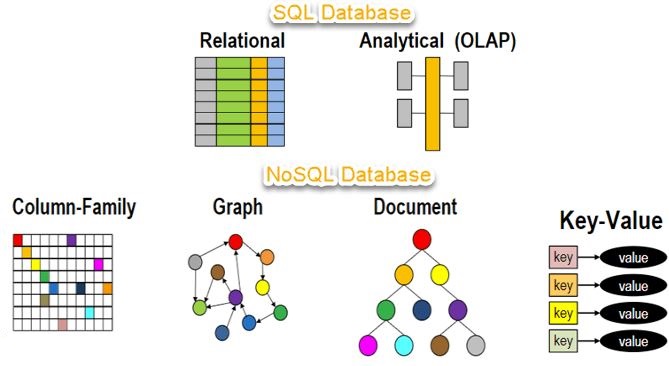 SQL Database
Relational
Analytical (OLAP)
NoSQL Database
Column-Family
Graph
Document
Key-Value
key
value
key
value
key
value
key
value